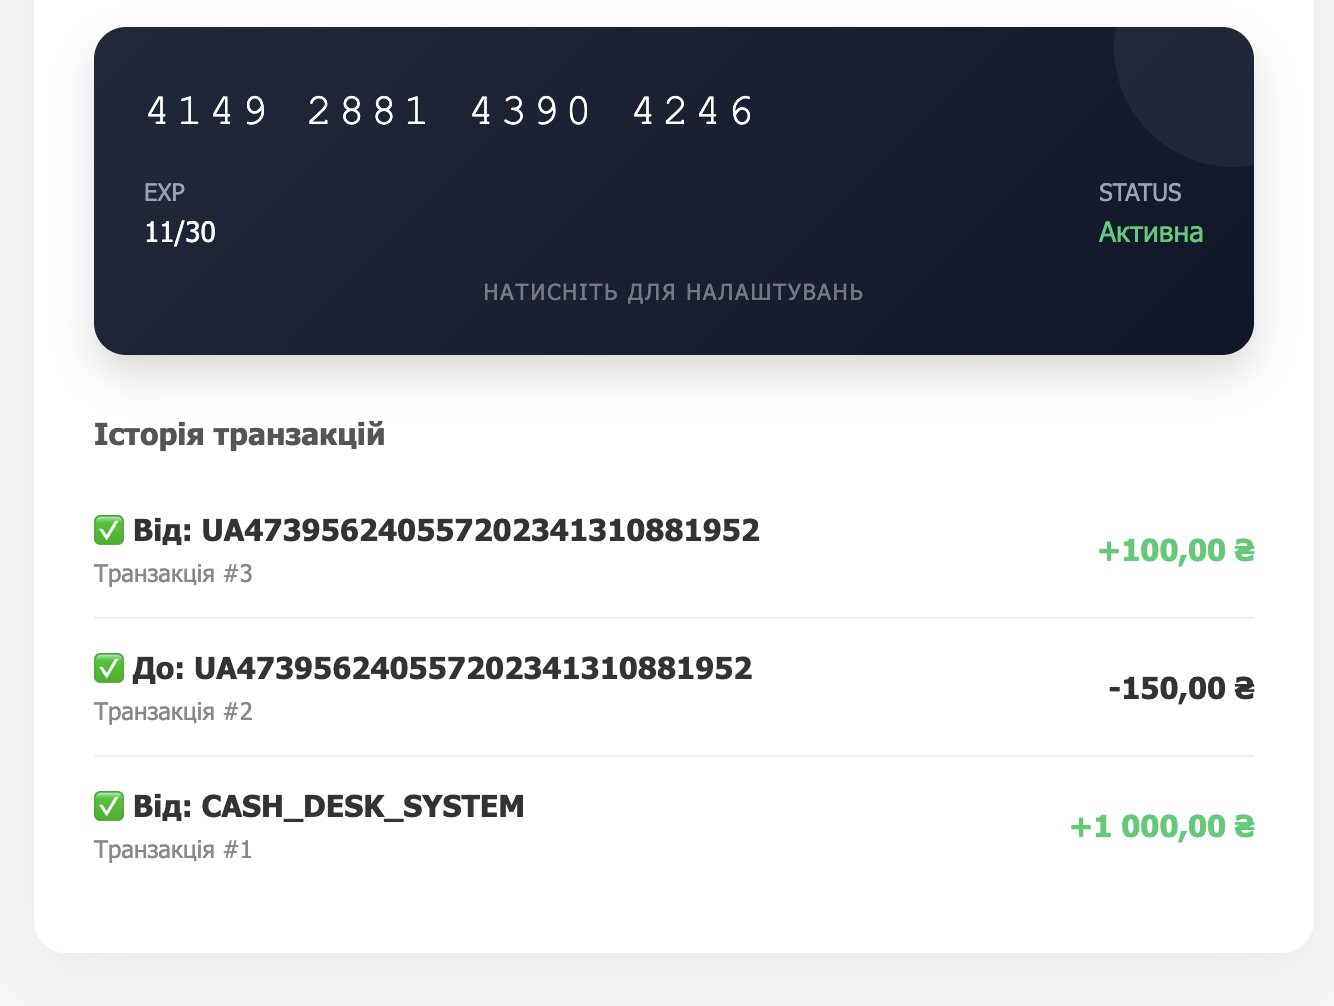 4149 2881 4390 4246
EXP
STATUS
11/30
Активна
НАТИСНІТЬ ДЛЯ НАЛАШТУВАНЬ
Історія транзакцій
✅ Від: UA473956240557202341310881952
+100,00 ₴
Транзакція #3
✅ До: UA473956240557202341310881952
-150,00 ₴
Транзакція #2
✅ Від: CASH_DESK_SYSTEM
+1 000,00 ₴
Транзакція #1